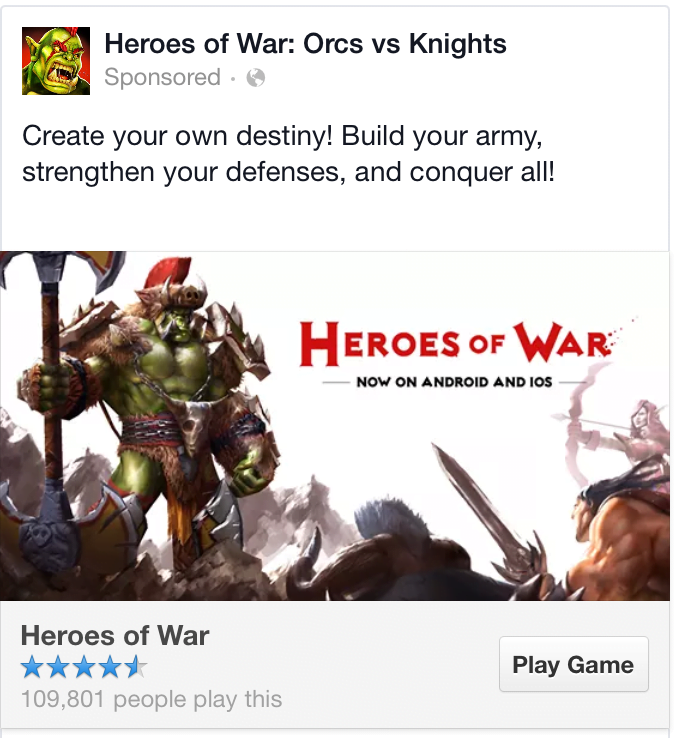 Heroes of War: Orcs vs Knights
Sponsored ·
Create your own destiny! Build your army,
strengthen your defenses, and conquer all!
HEROES OF WAR
NOW ON ANDROID AND IOS
Heroes of War
109,801 people play this
Play Game